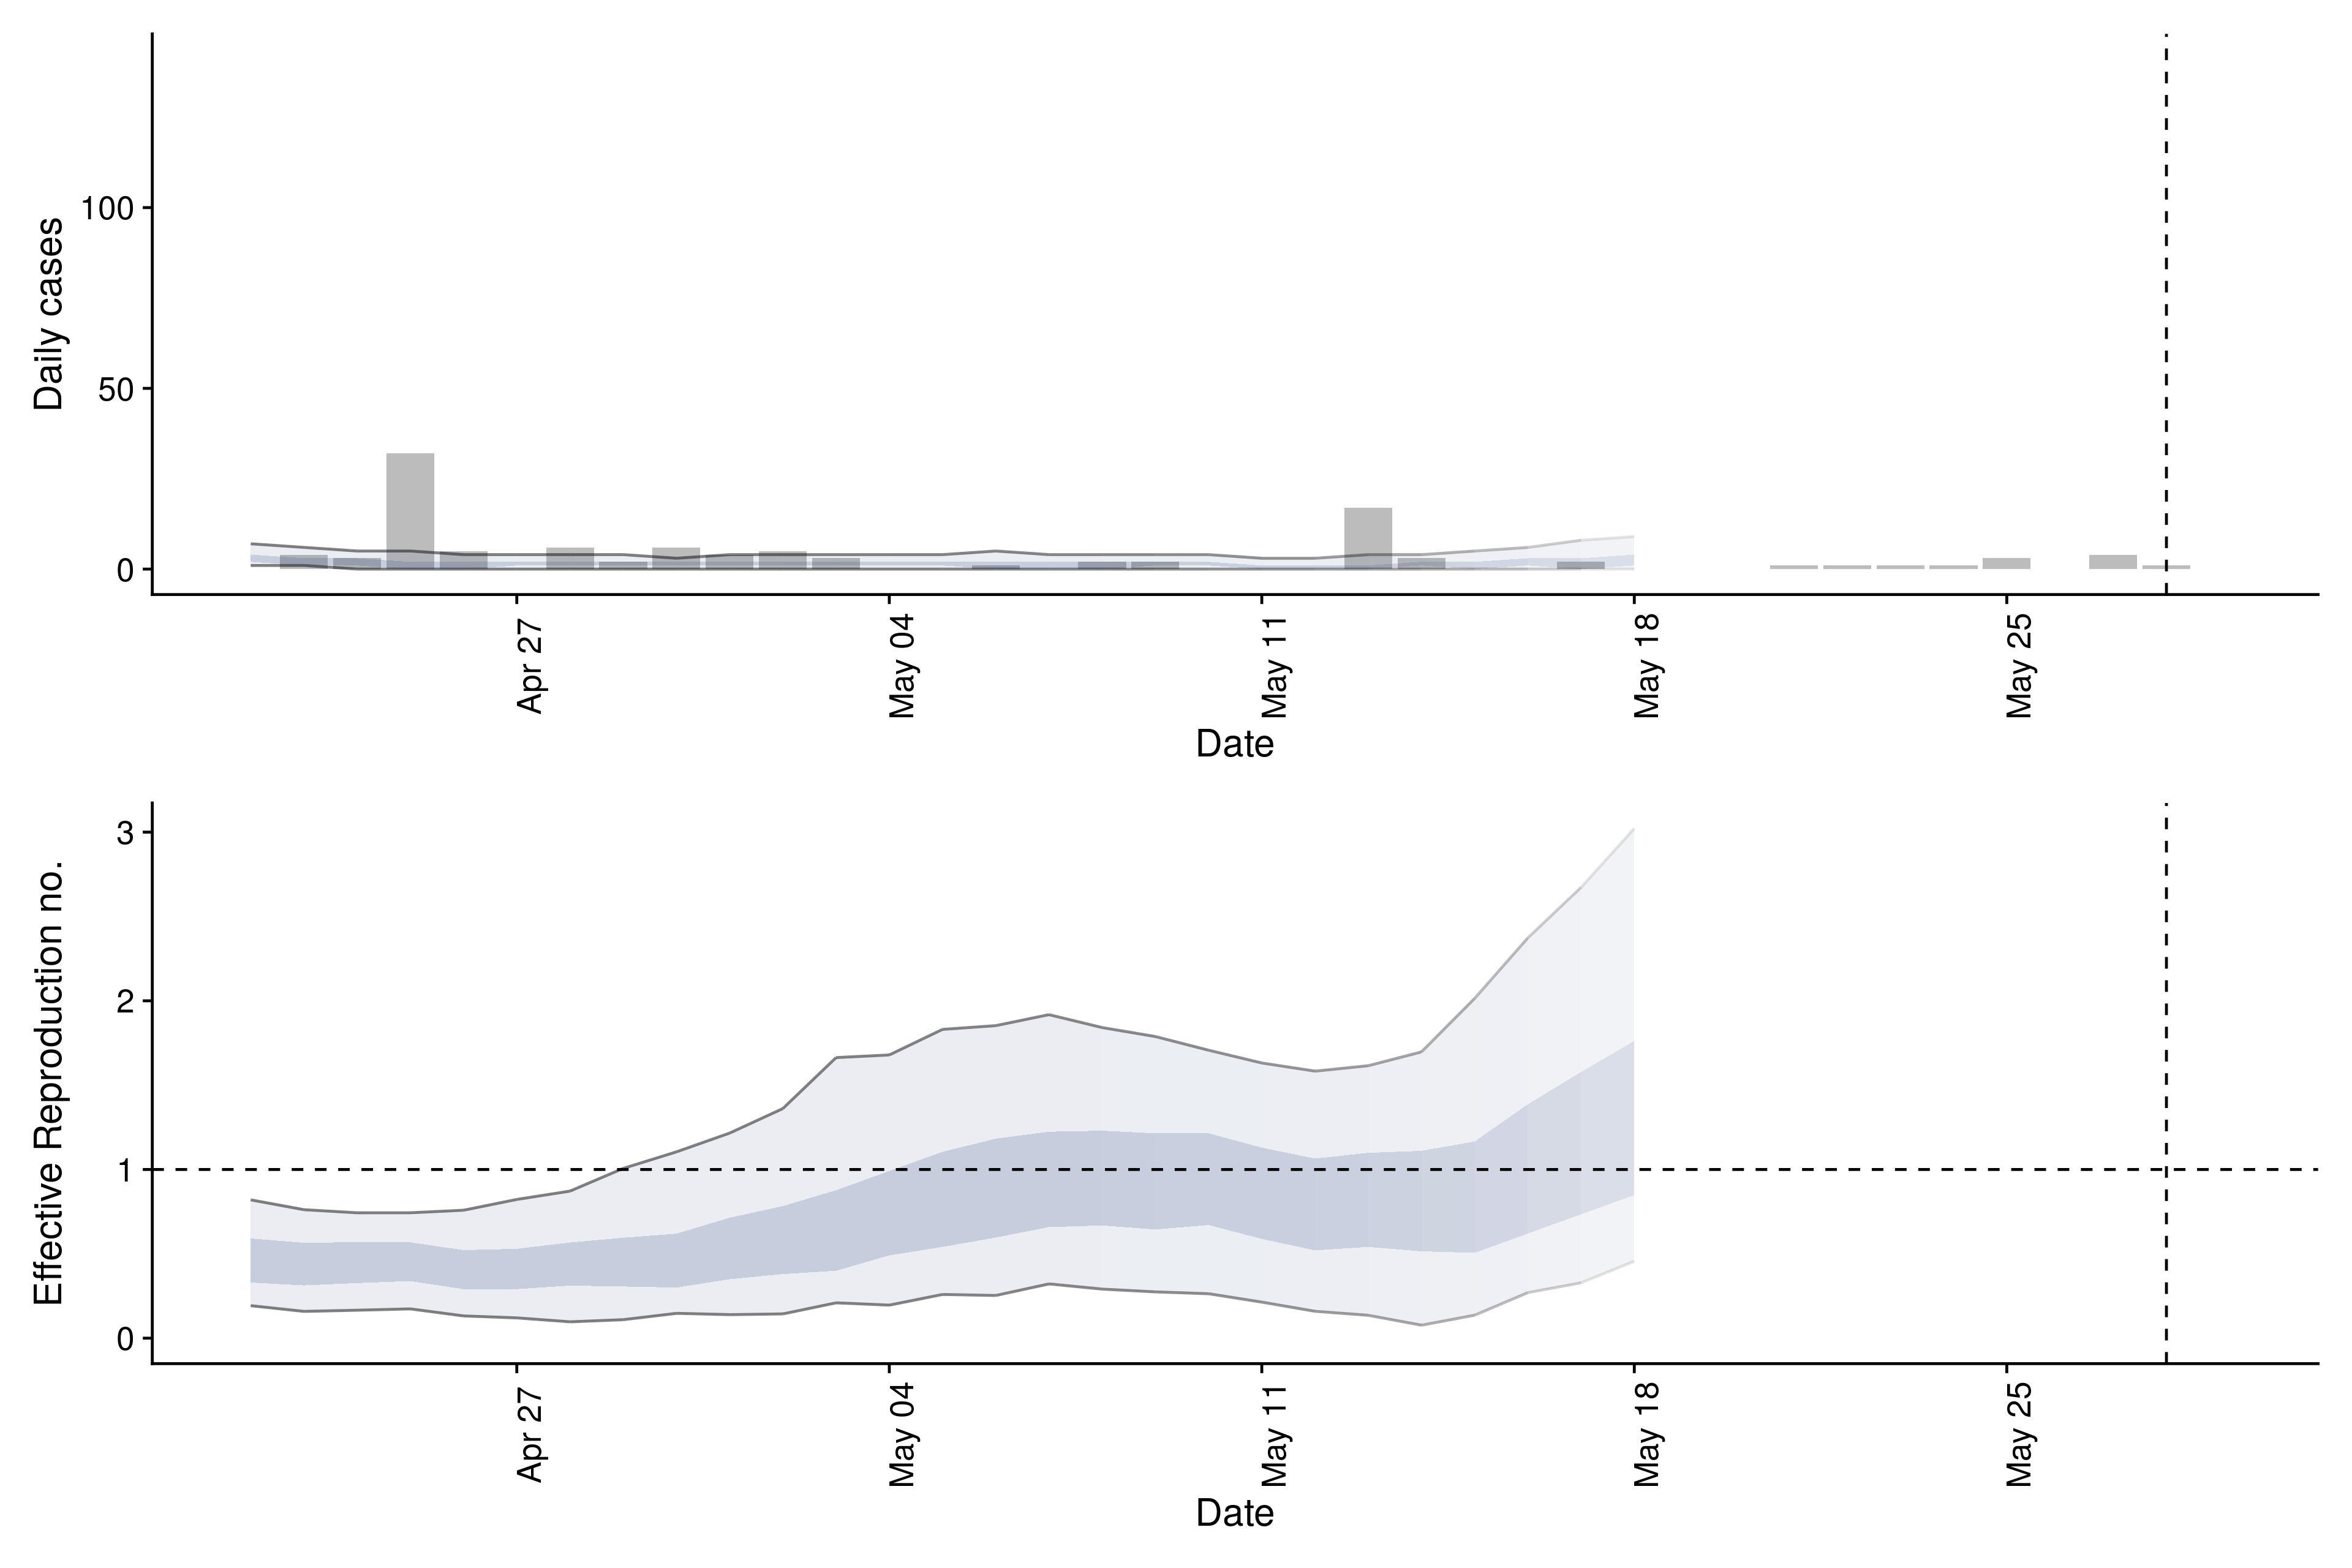 Daily cases
100
50
0
Apr 27
May 04
May 11
May 18
May 25
Date
Effective Reproduction no.
3
2
1
0
Apr 27
May 04
May 11
May 18
May 25
Date